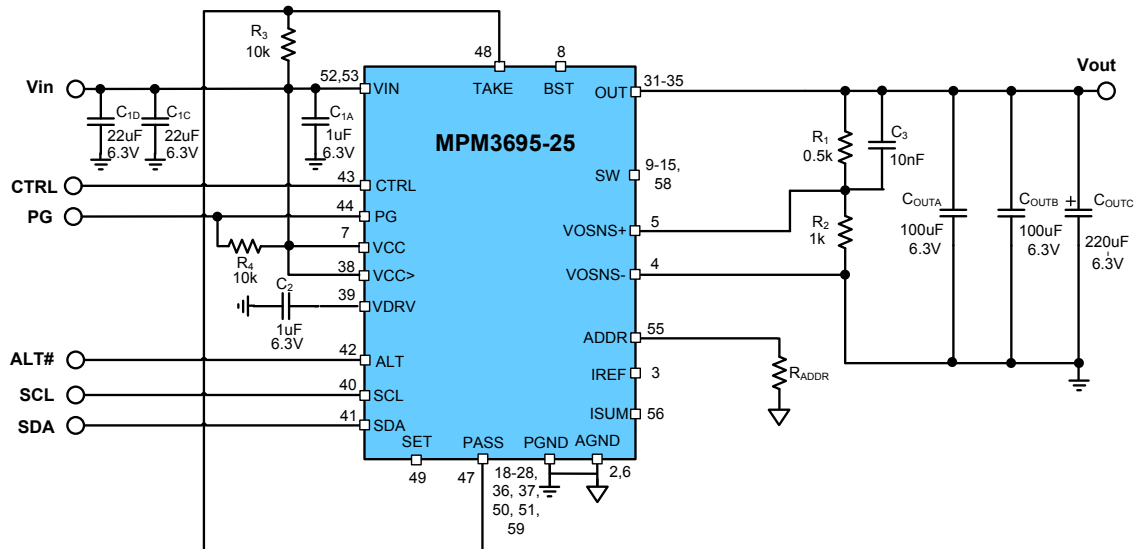 R3
10k
48
8
52,53
31-35
Vout
Vin
VIN
TAKE
BST
OUT
C1D
22uF
6.3V
C1C
22uF
6.3V
C1A
1uF
6.3V
MPM3695-25
R1
0.5k
C3
10nF
CTRL
43
CTRL
SW
9-15,
58
PG
44
PG
5
VOSNS+
R2
1k
COUTA
100uF
6.3V
COUTB
100uF
6.3V
+
COUTC
220uF
6.3V
7
VCC
R4
10k
38
VCC>
4
VOSNS-
C2
1uF
6.3V
39
VDRV
ADDR
55
RADDR
ALT#
42
ALT
IREF
3
SCL
40
SCL
ISUM
56
SDA
41
SDA
SET
PASS
PGND
AGND
49
47
18-28,
36, 37,
50, 51,
59
2,6